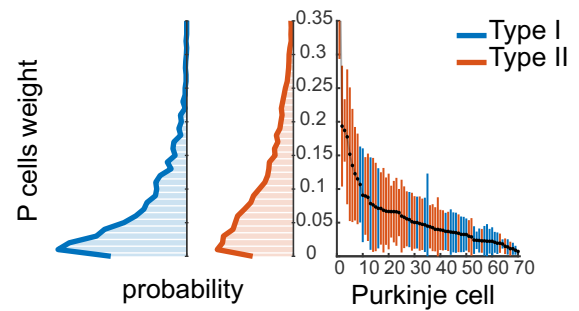 P cells weight
probability
0.35
0.3
0.25
0.2
0.15
0.1
0.05
0
0 10 20 30 40 50 60 70
Purkinje cell
Type I
Type II